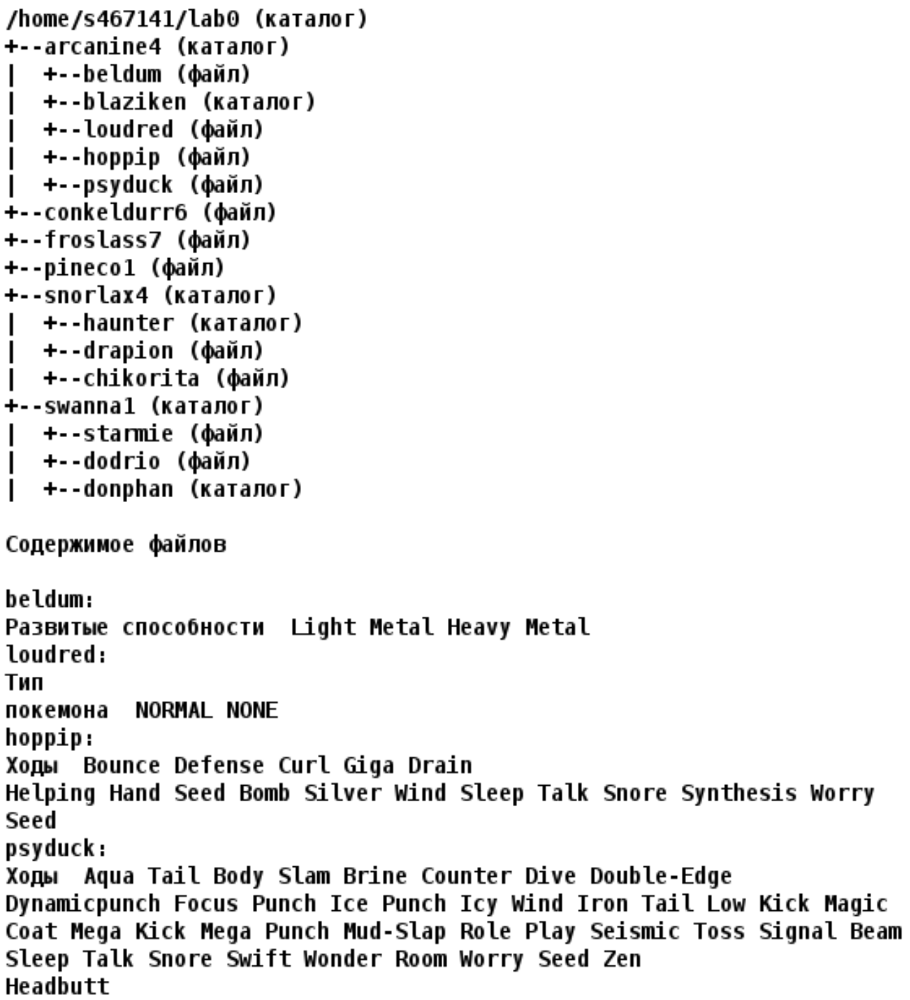 /home/s467141/lab0 (каталог)
+--arcanine4 (каталог)
|  +--beldum (файл)
|  +--blaziken (каталог)
|  +--loudred (файл)
|  +--hoppip (файл)
|  +--psyduck (файл)
+--conkeldurr6 (файл)
+--froslass7 (файл)
+--pineco1 (файл)
+--snorlax4 (каталог)
|  +--haunter (каталог)
|  +--drapion (файл)
|  +--chikorita (файл)
+--swanna1 (каталог)
|  +--starmie (файл)
|  +--dodrio (файл)
|  +--donphan (каталог)
Содержимое файлов
beldum:
Развитые способности  Light Metal Heavy Metal
loudred:
Тип
покемона  NORMAL NONE
hoppip:
Ходы  Bounce Defense Curl Giga Drain
Helping Hand Seed Bomb Silver Wind Sleep Talk Snore Synthesis Worry
Seed
psyduck:
Ходы  Aqua Tail Body Slam Brine Counter Dive Double-Edge
Dynamicpunch Focus Punch Ice Punch Icy Wind Iron Tail Low Kick Magic
Coat Mega Kick Mega Punch Mud-Slap Role Play Seismic Toss Signal Beam
Sleep Talk Snore Swift Wonder Room Worry Seed Zen
Headbutt